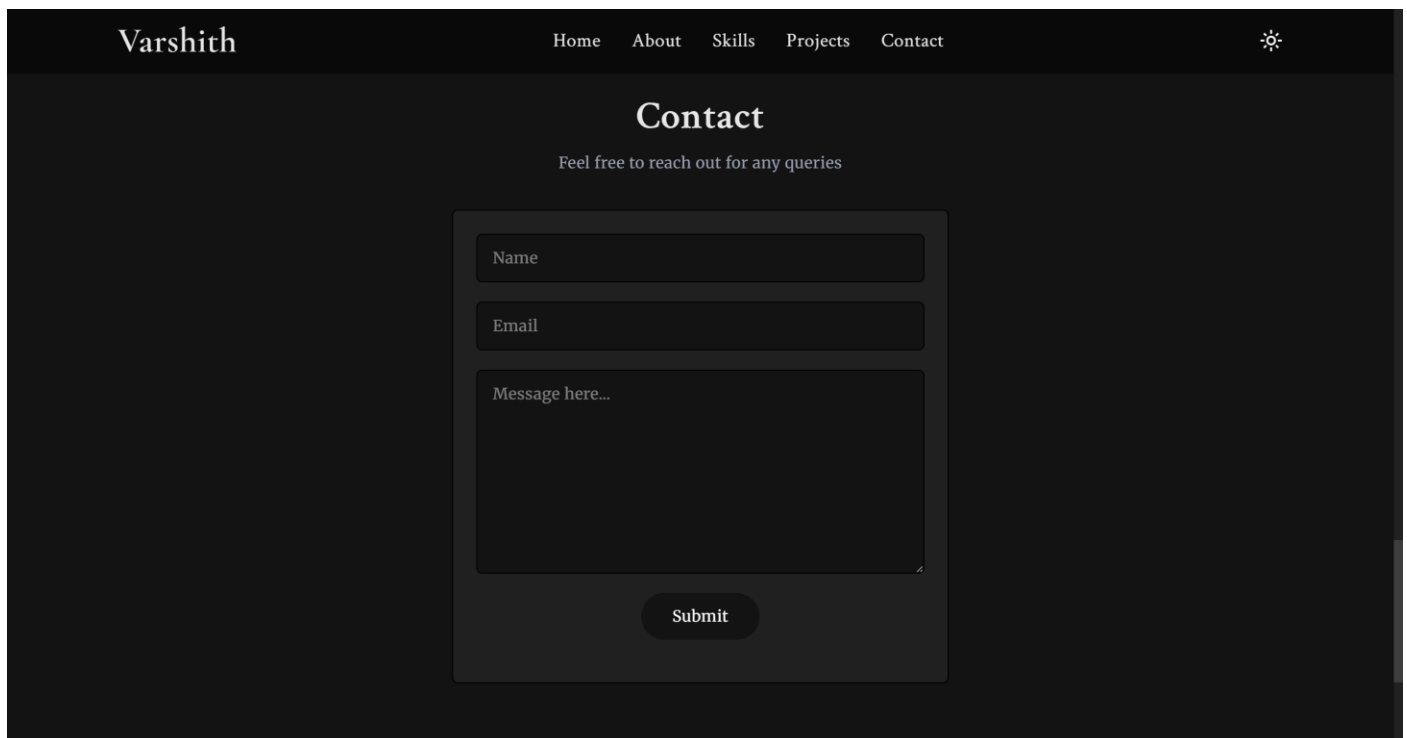 Varshith
Home About Skills Projects Contact
Contact
Feel free to reach out for any queries
Name
Email
Message here...
Submit